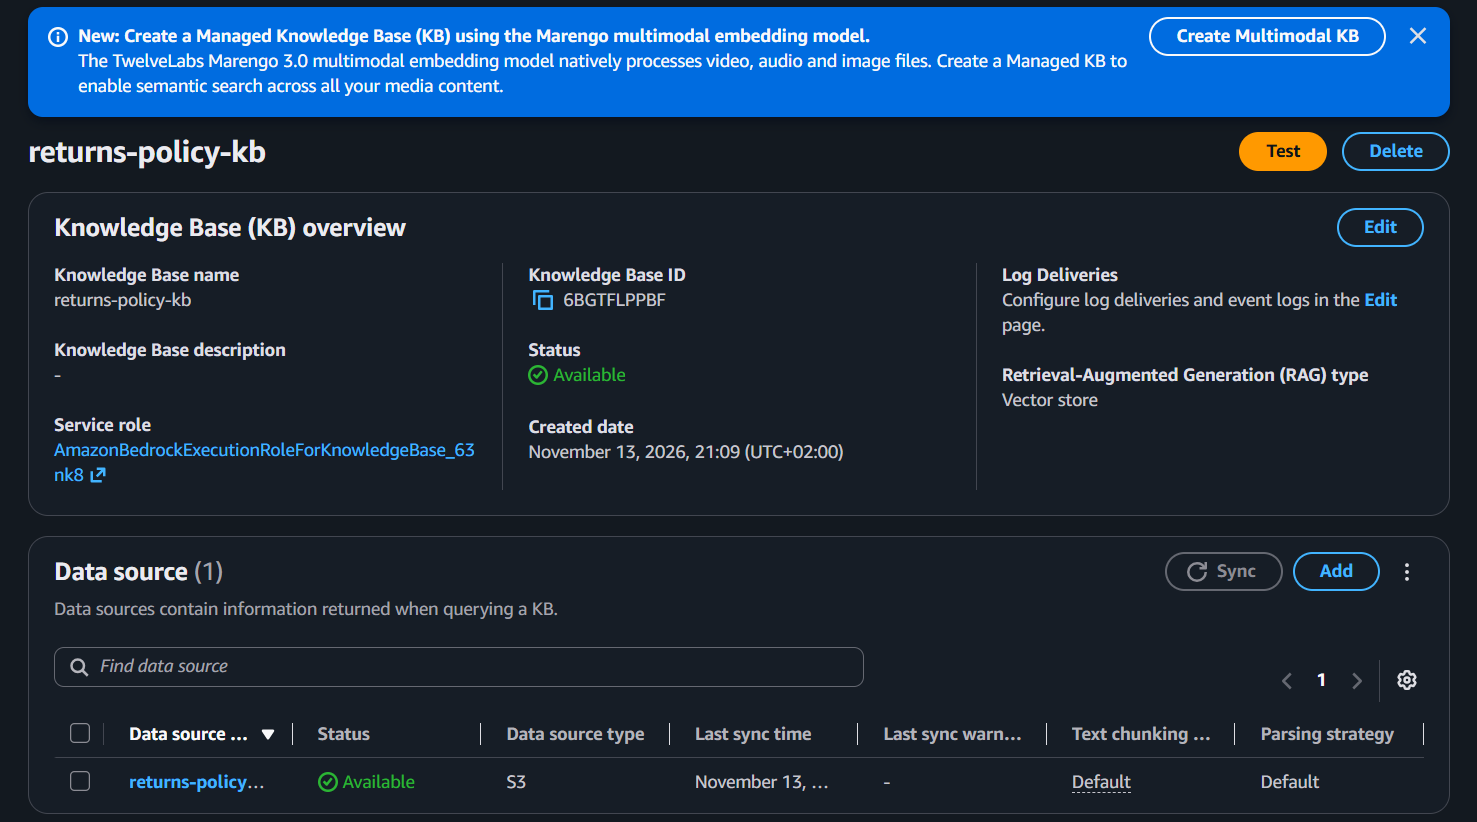 New: Create a Managed Knowledge Base (KB) using the Marengo multimodal embedding model.
The TwelveLabs Marengo 3.0 multimodal embedding model natively processes video, audio and image files. Create a Managed KB to
enable semantic search across all your media content.
Create Multimodal KB
returns-policy-kb
Test
Delete
Knowledge Base (KB) overview
Edit
Knowledge Base name
returns-policy-kb
Knowledge Base description
-
Service role
AmazonBedrockExecutionRoleForKnowledgeBase_63
nk8
Knowledge Base ID
6BGTFLPPBF
Status
Available
Created date
November 13, 2026, 21:09 (UTC+02:00)
Log Deliveries
Configure log deliveries and event logs in the Edit
page.
Retrieval-Augmented Generation (RAG) type
Vector store
Data source (1)
Sync
Add
Data sources contain information returned when querying a KB.
Find data source
1
Data source ... Status Data source type Last sync time Last sync warn... Text chunking ... Parsing strategy
returns-policy... Available S3 November 13, ... - Default Default